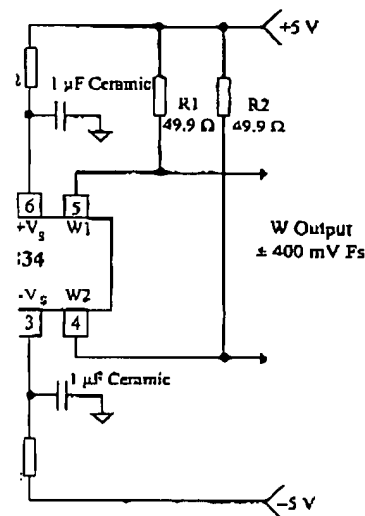 +5 V
1 µF Ceramic
R1
49.9 Ω
R2
49.9 Ω
6
5
+Vs
W1
W Output
± 400 mV Fs
34
-Vs
W2
3
4
1 µF Ceramic
–5 V